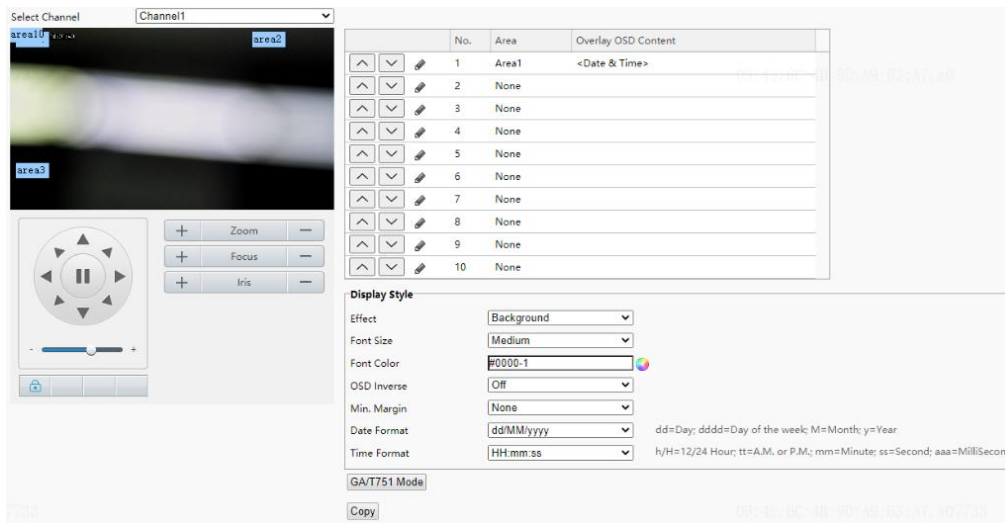 Select Channel Channel1
area10 area2
area3
Zoom
Focus
Iris
- +
No. Area Overlay OSD Content
1 Area1 <Date & Time>
2 None
3 None
4 None
5 None
6 None
7 None
8 None
9 None
10 None
Display Style
Effect Background
Font Size Medium
Font Color #0000-1
OSD Inverse Off
Min. Margin None
Date Format dd/MM/yyyy dd=Day; dddd=Day of the week; M=Month; y=Year
Time Format HH:mm:ss h/H=12/24 Hour; tt=A.M. or P.M.; mm=Minute; ss=Second; aaa=MilliSecon
GA/T751 Mode
Copy